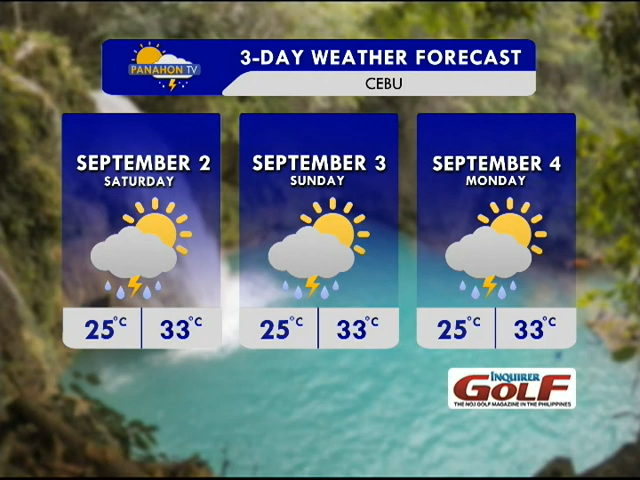 PANAHON TV
3-DAY WEATHER FORECAST
CEBU
SEPTEMBER 2
SATURDAY
25°C
33°C
SEPTEMBER 3
SUNDAY
25°C
33°C
SEPTEMBER 4
MONDAY
25°C
33°C
INQUIRER
GOLF
THE NO.1 GOLF MAGAZINE IN THE PHILIPPINES